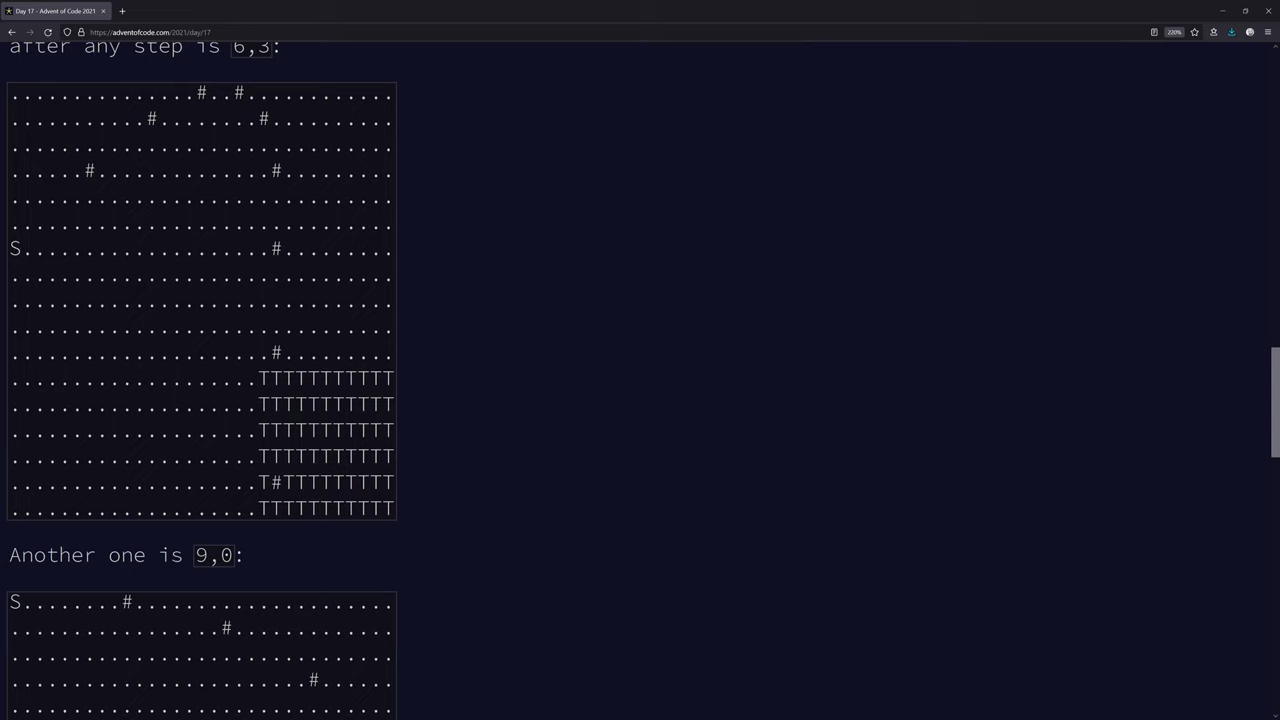 Day 17 - Advent of Code 2021
https://adventofcode.com/2021/day/17
220%
after any step is 6,3:
...............#..#............
...........#........#..........
...............................
......#..............#.........
...............................
...............................
S....................#.........
...............................
...............................
...............................
.....................#.........
....................TTTTTTTTTTT
....................TTTTTTTTTTT
....................TTTTTTTTTTT
....................TTTTTTTTTTT
....................T#TTTTTTTTT
....................TTTTTTTTTTT
Another one is 9,0:
S........#.....................
.................#.............
...............................
........................#......
...............................